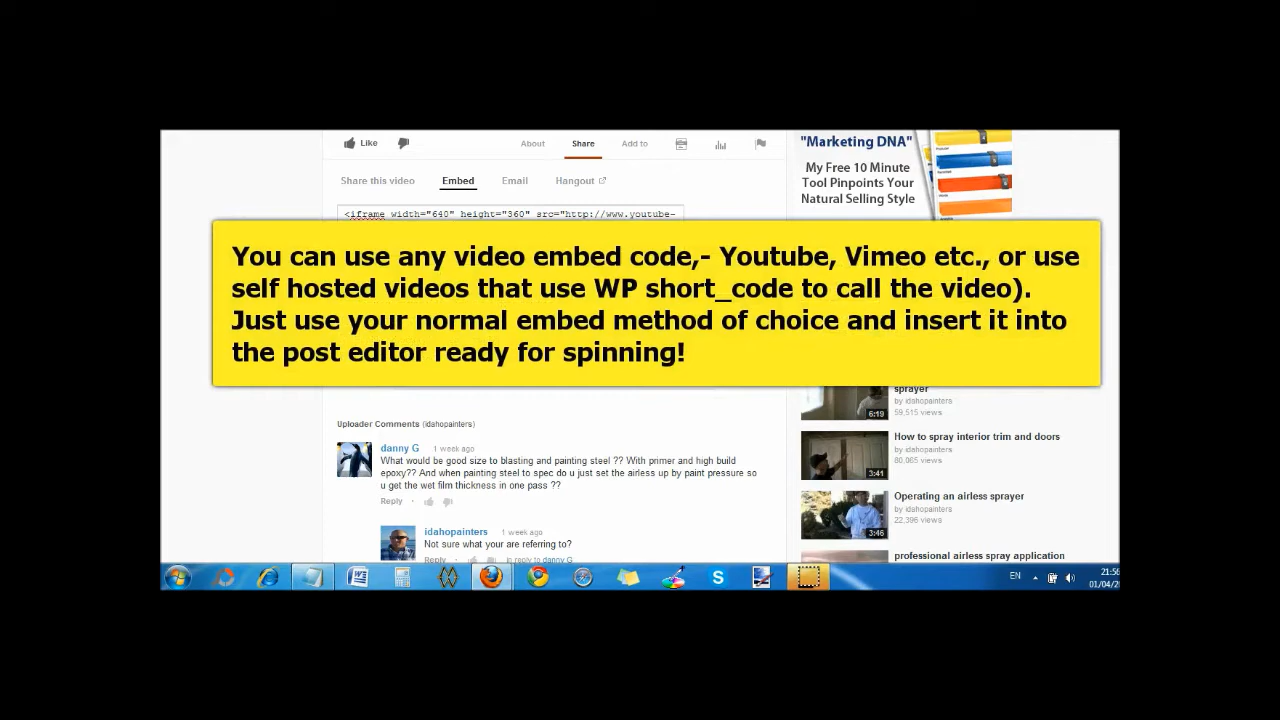 "Marketing DNA"
Like
About
Share
Add to
My Free 10 Minute
Tool Pinpoints Your
Natural Selling Style
Share this video
Embed
Email
Hangout
<iframe width="640" height="360" src="http://www.youtube-
You can use any video embed code,- Youtube, Vimeo etc., or use
self hosted videos that use WP short_code to call the video).
Just use your normal embed method of choice and insert it into
the post editor ready for spinning!
sprayer
by idahopainters
59,515 views
6:19
Uploader Comments (idahopainters)
danny G 1 week ago
What would be good size to blasting and painting steel ?? With primer and high build
epoxy?? And when painting steel to spec do u just set the airless up by paint pressure so
u get the wet film thickness in one pass ??
Reply
How to spray interior trim and doors
by idahopainters
80,065 views
3:41
Operating an airless sprayer
by idahopainters
22,396 views
3:46
idahopainters 1 week ago
Not sure what your are referring to?
Reply
in reply to danny G
professional airless spray application
EN
21:56
01/04/2